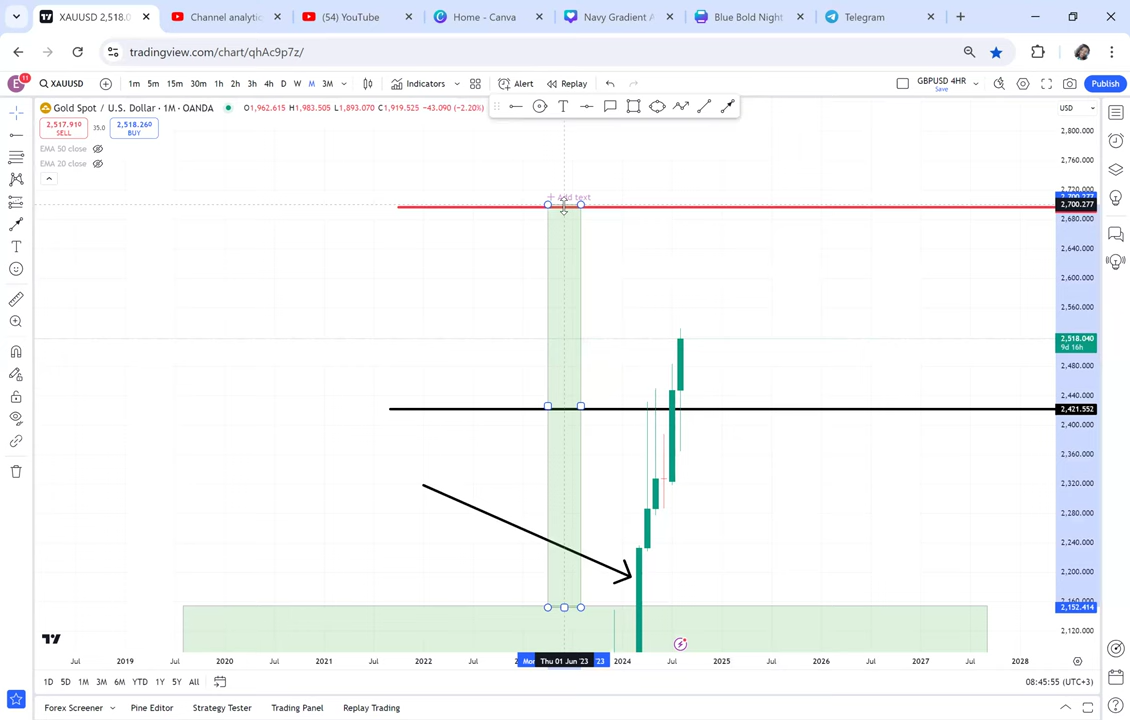 XAUUSD 2,518.0
Channel analytic
(54) YouTube
Home - Canva
Navy Gradient A
Blue Bold Night
Telegram
tradingview.com/chart/qhAc9p7z/
E 11 XAUUSD 1m 5m 15m 30m 1h 2h 3h 4h D W M 3M Indicators Alert Replay GBPUSD 4HR Save Publish
Gold Spot / U.S. Dollar · 1M · OANDA O1,962.615 H1,983.505 L1,893.070 C1,919.525 −43.090 (−2.20%) USD
2,517.910 SELL 35.0 2,518.260 BUY
EMA 50 close
EMA 20 close
+ Add text
2,800.000
2,760.000
2,720.000
2,700.277
2,680.000
2,640.000
2,600.000
2,560.000
2,518.040
9d 16h
2,480.000
2,440.000
2,421.552
2,400.000
2,360.000
2,320.000
2,280.000
2,240.000
2,200.000
2,152.414
2,120.000
Jul 2019 Jul 2020 Jul 2021 Jul 2022 Jul Thu 01 Jun '23 '23 2024 Jul 2025 Jul 2026 Jul 2027 Jul 2028
1D 5D 1M 3M 6M YTD 1Y 5Y All 08:45:55 (UTC+3)
Forex Screener Pine Editor Strategy Tester Trading Panel Replay Trading